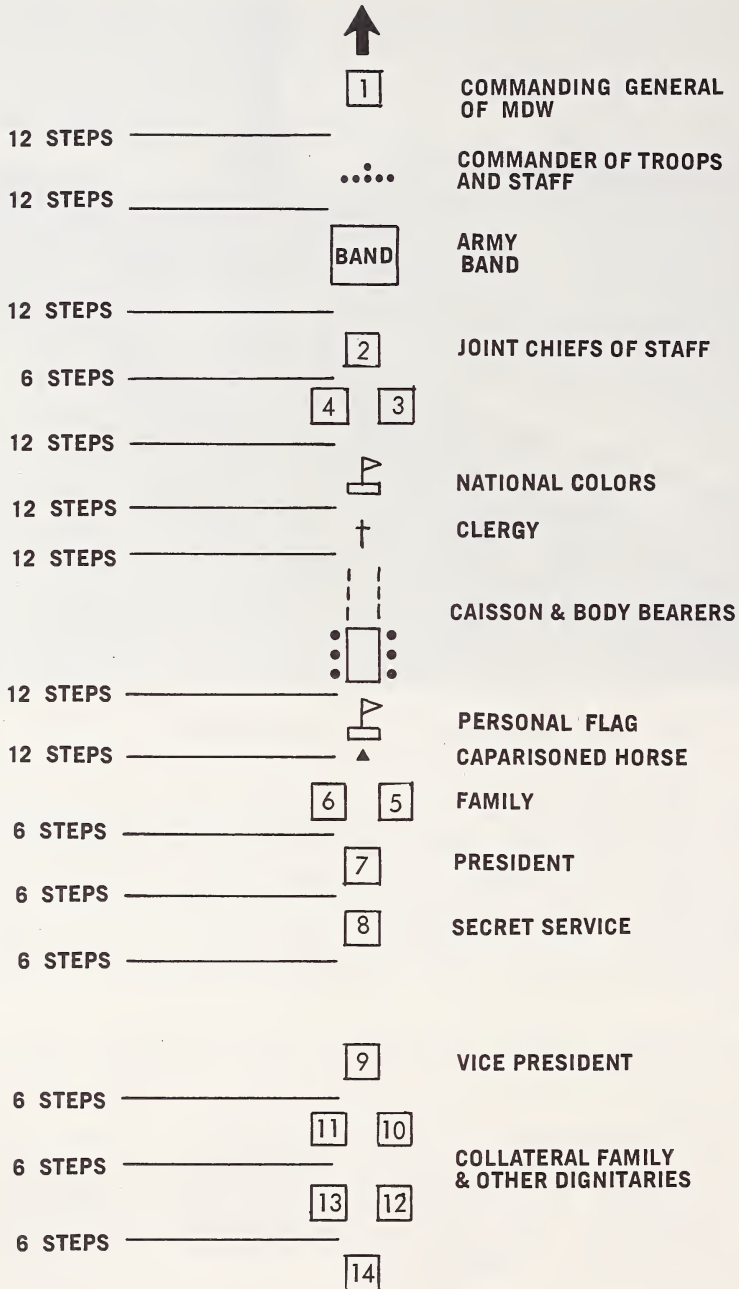 1 COMMANDING GENERAL
OF MDW
12 STEPS
COMMANDER OF TROOPS
AND STAFF
12 STEPS
BAND ARMY
BAND
12 STEPS
2 JOINT CHIEFS OF STAFF
6 STEPS
4 3
12 STEPS
NATIONAL COLORS
12 STEPS
CLERGY
12 STEPS
CAISSON & BODY BEARERS
12 STEPS
PERSONAL FLAG
12 STEPS CAPARISONED HORSE
6 5 FAMILY
6 STEPS
7 PRESIDENT
6 STEPS
8 SECRET SERVICE
6 STEPS
9 VICE PRESIDENT
6 STEPS
11 10
COLLATERAL FAMILY
6 STEPS
& OTHER DIGNITARIES
13 12
6 STEPS
14